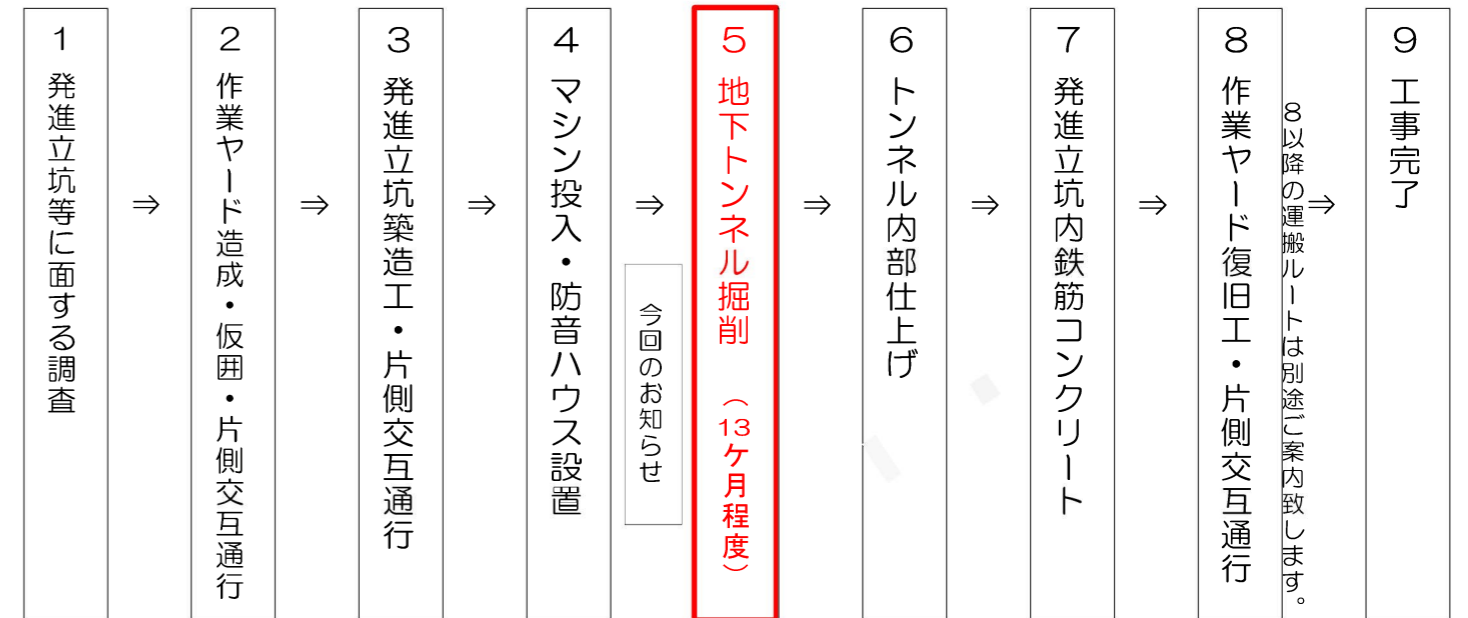 1 発進立坑等に面する調査
⇒
2 作業ヤード造成・仮囲・片側交互通行
⇒
3 発進立坑築造工・片側交互通行
⇒
4 マシン投入・防音ハウス設置
⇒
今回のお知らせ
5 地下トンネル掘削 （13ケ月程度）
⇒
6 トンネル内部仕上げ
⇒
7 発進立坑内鉄筋コンクリート
⇒
8 作業ヤード復旧工・片側交互通行
8以降の運搬ルートは別途ご案内致します。
⇒
9 工事完了